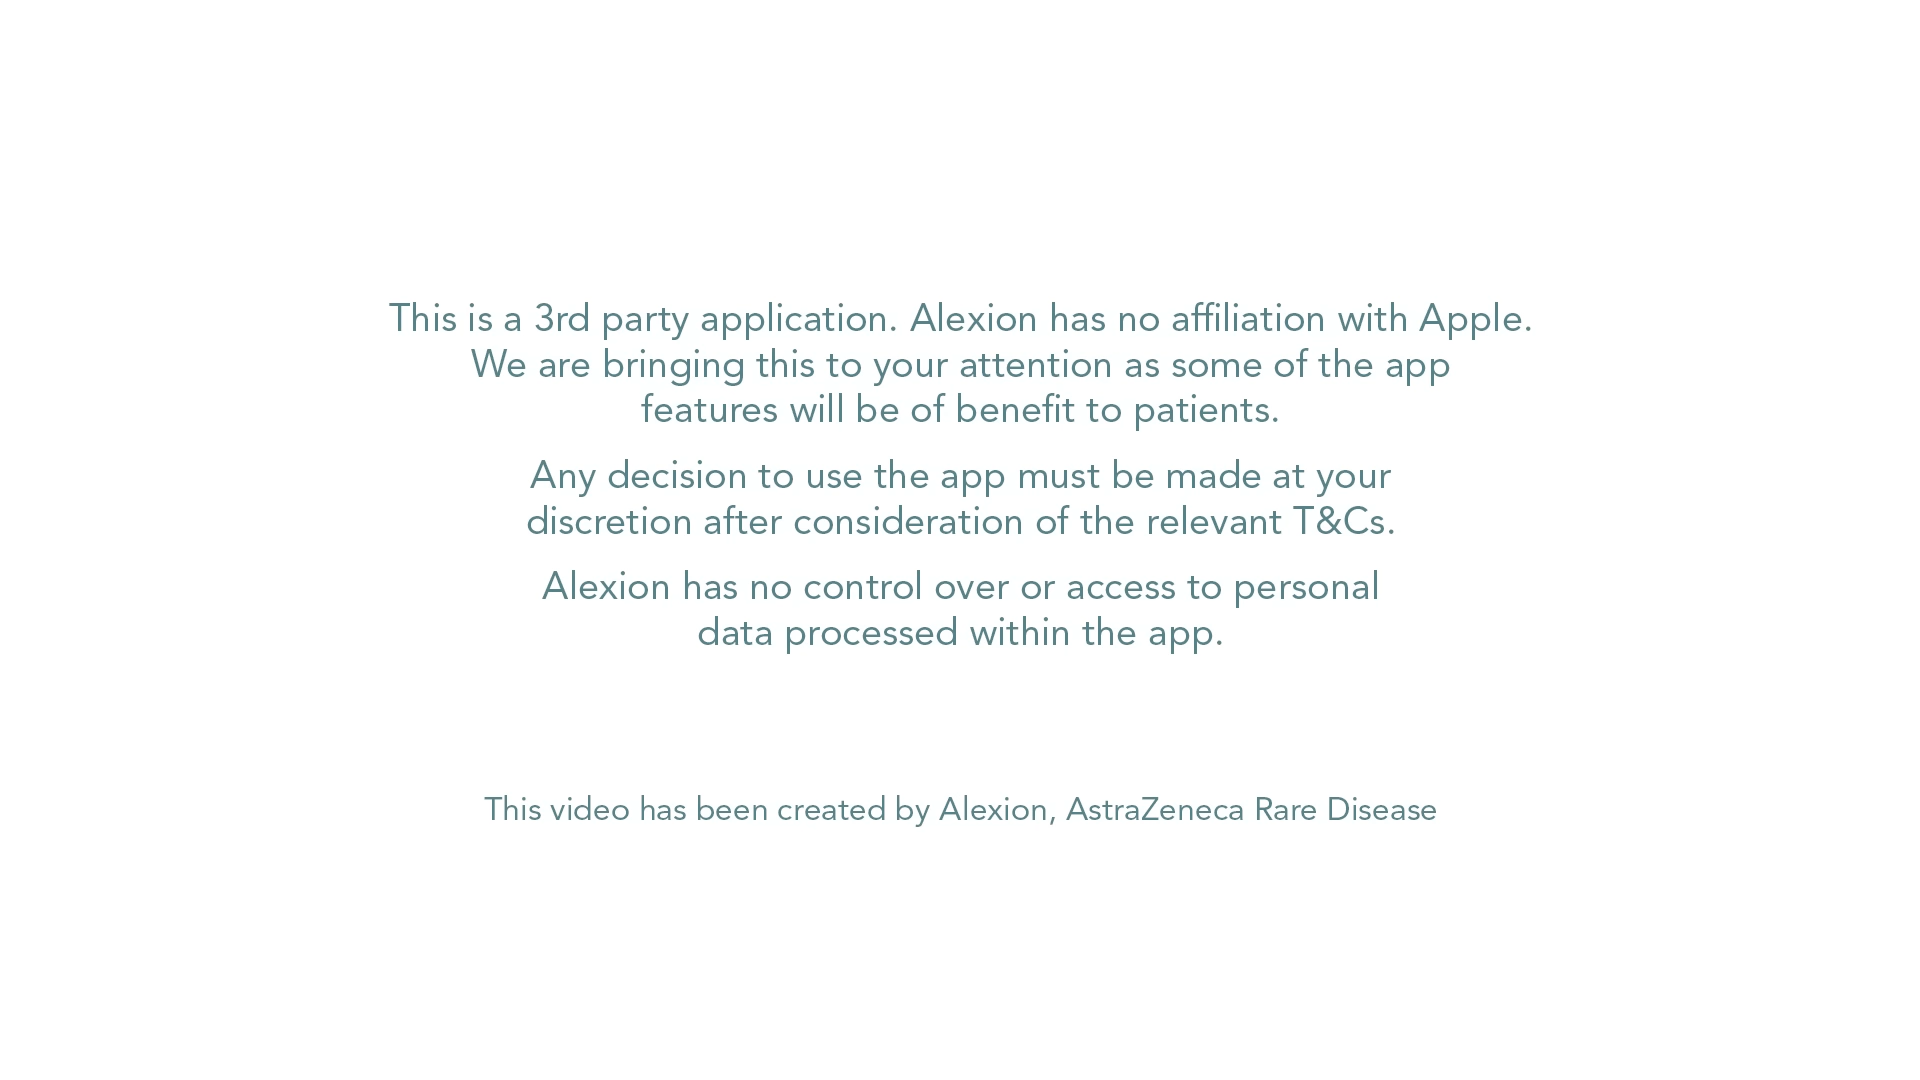 This is a 3rd party application. Alexion has no affiliation with Apple.
We are bringing this to your attention as some of the app
features will be of benefit to patients.
Any decision to use the app must be made at your
discretion after consideration of the relevant T&Cs.
Alexion has no control over or access to personal
data processed within the app.
This video has been created by Alexion, AstraZeneca Rare Disease